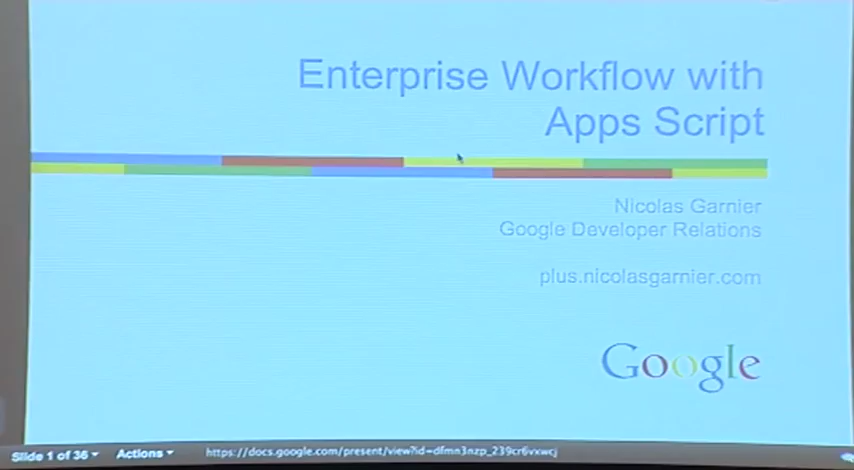 Enterprise Workflow with
Apps Script
Nicolas Garnier
Google Developer Relations
plus.nicolasgarnier.com
Google
Slide 1 of 36
Actions
https://docs.google.com/present/view?id=dfmn3nzp_239cr6vxwcj